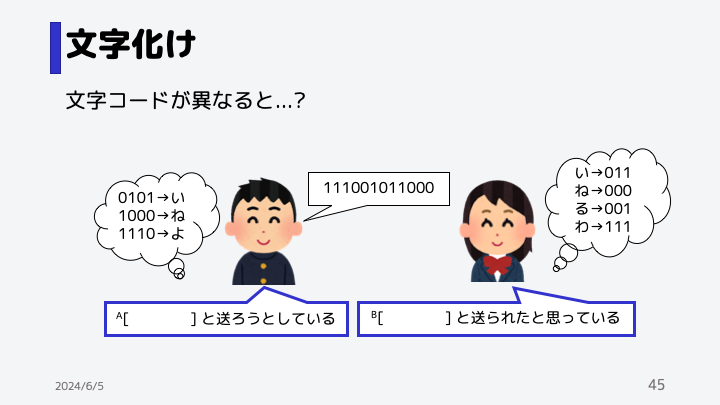 文字化け
文字コードが異なると…?
0101→い
1000→ね
1110→よ
111001011000
い→011
ね→000
る→001
わ→111
A[ ] と送ろうとしている
B[ ] と送られたと思っている
2024/6/5
45